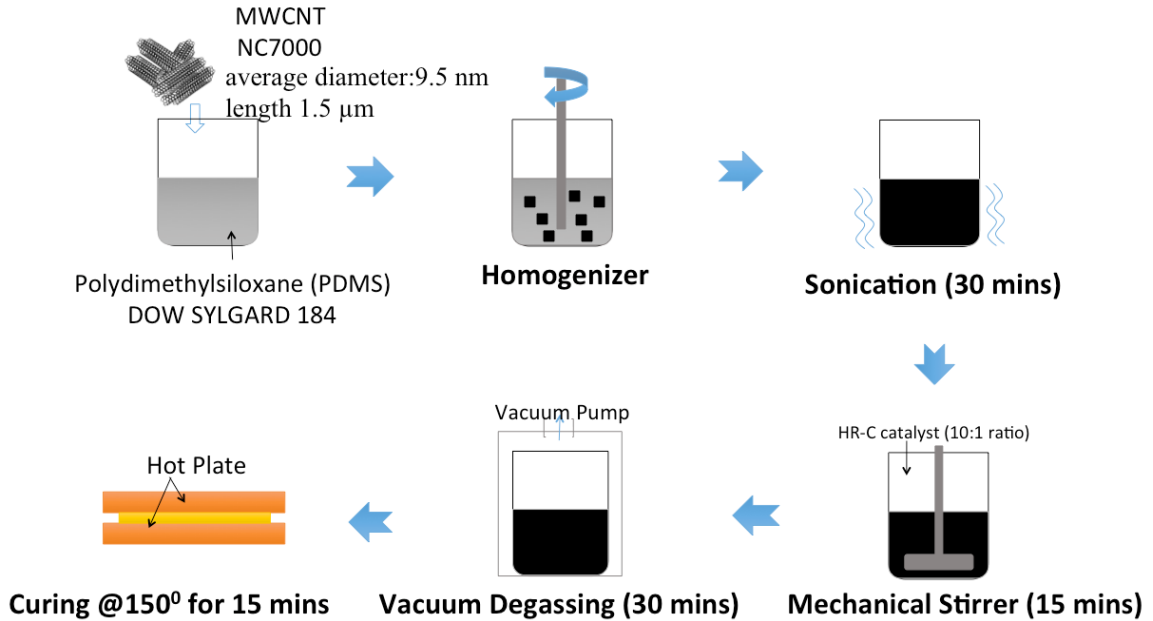 MWCNT
NC7000
average diameter:9.5 nm
length 1.5 µm
Polydimethylsiloxane (PDMS)
DOW SYLGARD 184
Homogenizer
Sonication (30 mins)
HR-C catalyst (10:1 ratio)
Mechanical Stirrer (15 mins)
Vacuum Pump
Vacuum Degassing (30 mins)
Hot Plate
Curing @150⁰ for 15 mins